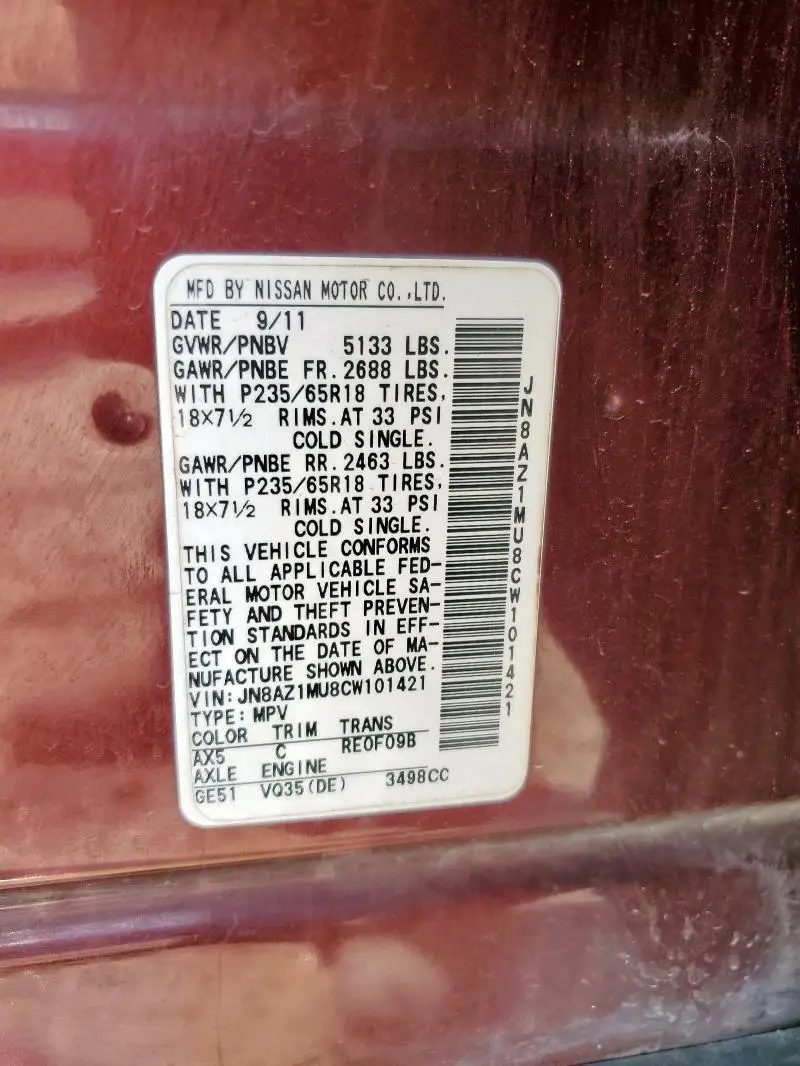 MFD BY NISSAN MOTOR CO.,LTD.
DATE 9/11
GVWR/PNBV 5133 LBS.
GAWR/PNBE FR.2688 LBS.
WITH P235/65R18 TIRES,
18×7½ RIMS.AT 33 PSI
COLD SINGLE.
GAWR/PNBE RR.2463 LBS.
WITH P235/65R18 TIRES,
18×7½ RIMS.AT 33 PSI
COLD SINGLE.
THIS VEHICLE CONFORMS
TO ALL APPLICABLE FED-
ERAL MOTOR VEHICLE SA-
FETY AND THEFT PREVEN-
TION STANDARDS IN EFF-
ECT ON THE DATE OF MA-
NUFACTURE SHOWN ABOVE.
VIN:JN8AZ1MU8CW101421
TYPE:MPV
COLOR TRIM TRANS
AX5 C RE0F09B
AXLE ENGINE
GE51 VQ35(DE) 3498CC
JN8AZ1MU8CW101421